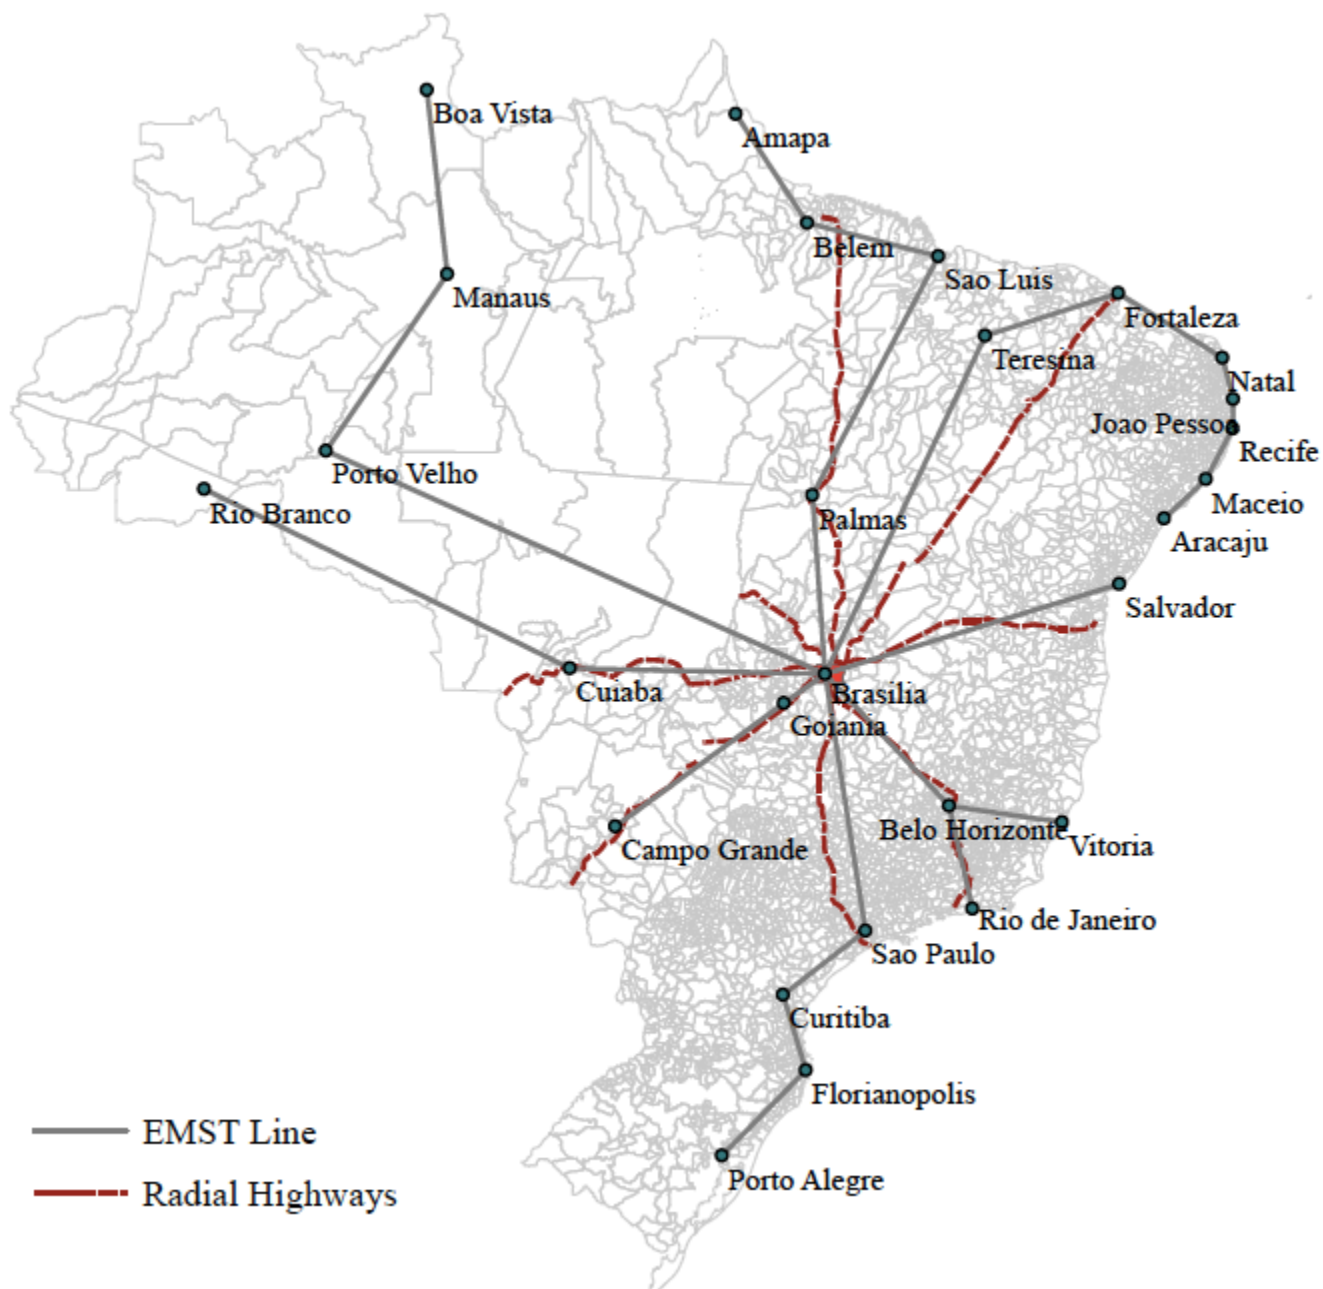 Boa Vista
Amapa
Belem
Sao Luis
Manaus
Fortaleza
Teresina
Natal
Joao Pessoa
Recife
Porto Velho
Maceio
Rio Branco
Palmas
Aracaju
Salvador
Cuiaba
Brasilia
Goiania
Belo Horizonte
Vitoria
Campo Grande
Rio de Janeiro
Sao Paulo
Curitiba
Florianopolis
EMST Line
Porto Alegre
Radial Highways